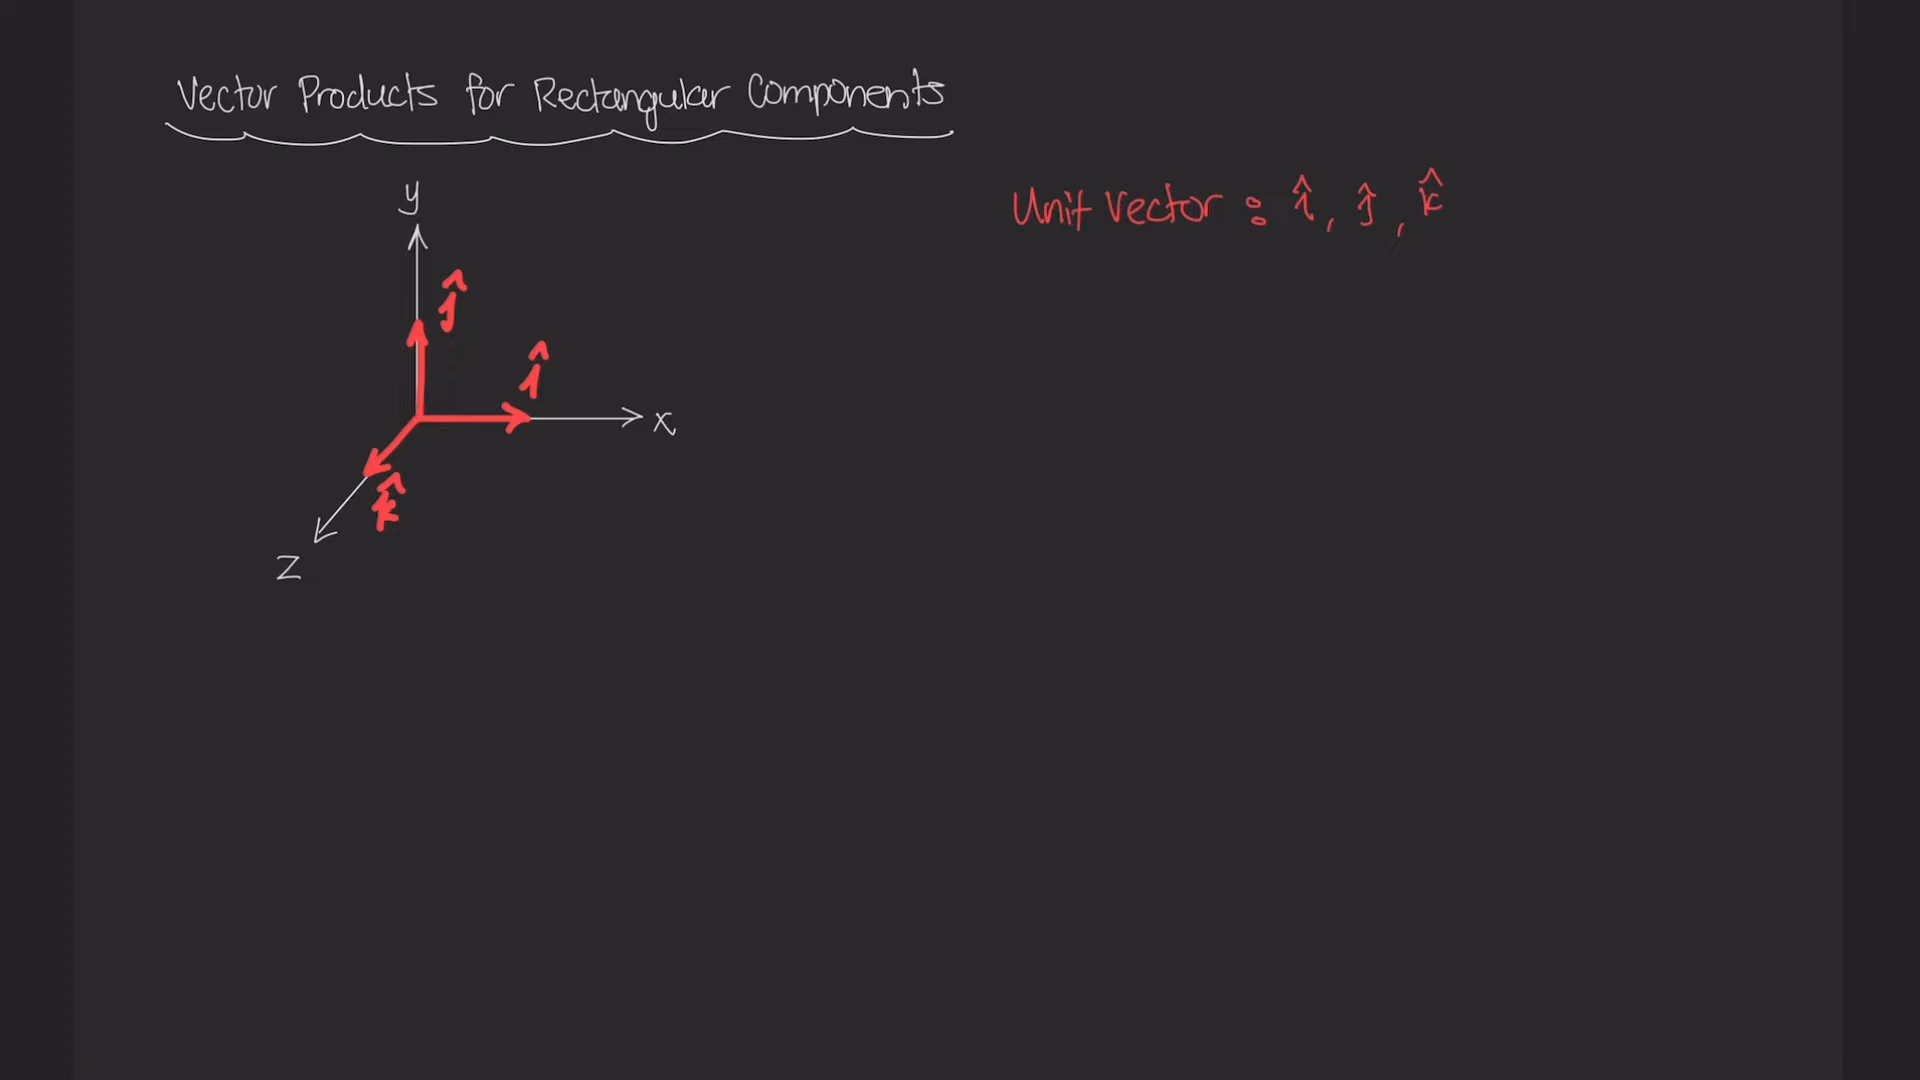 Vector Products for Rectangular Components
Unit Vector : î, ĵ, k̂
y
ĵ
î
x
k̂
z